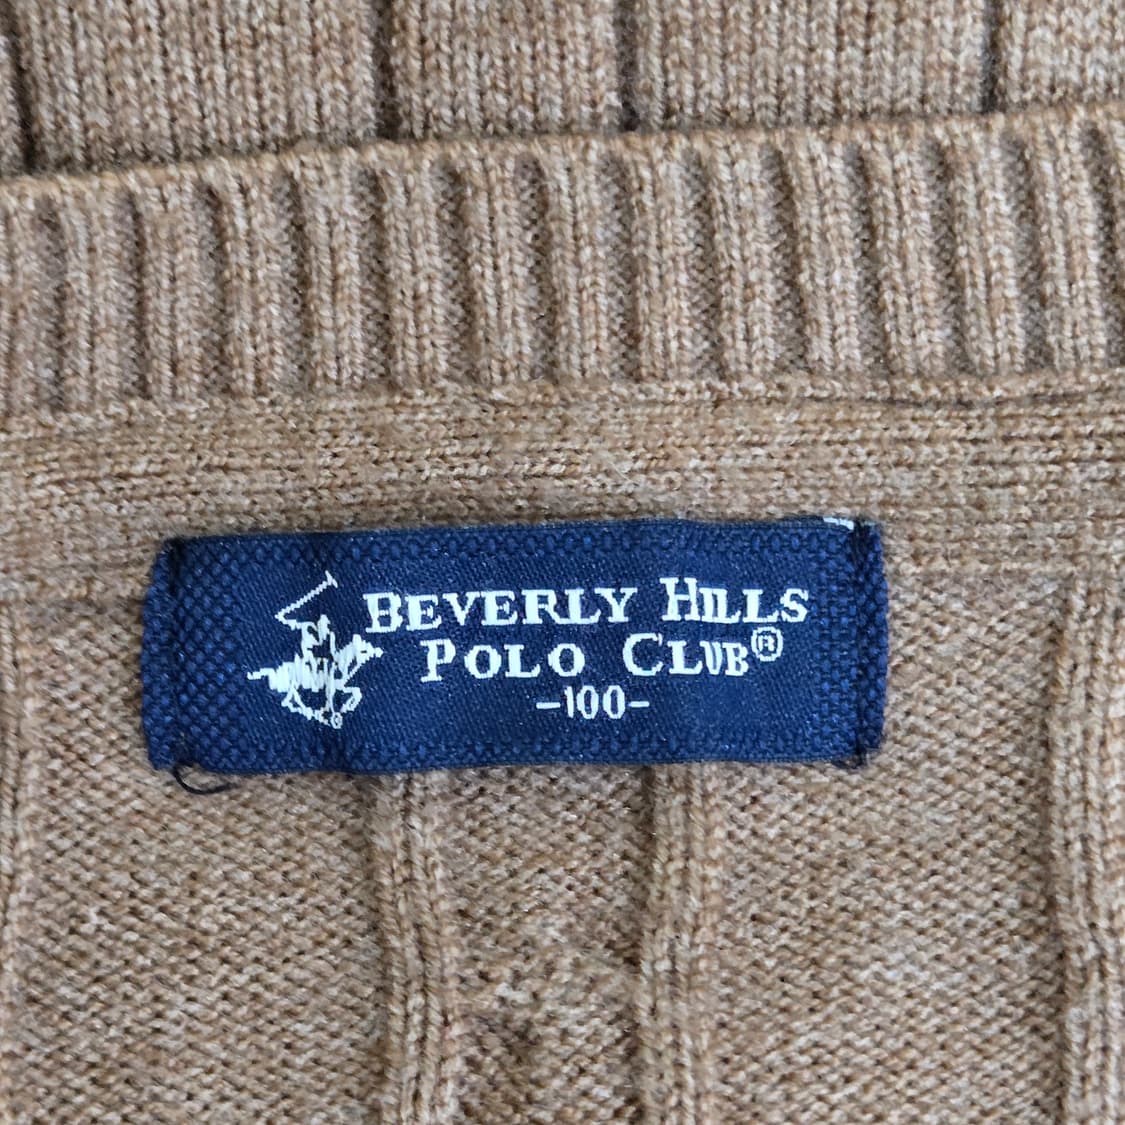 BEVERLY HILLS
POLO CLUB®
-100-